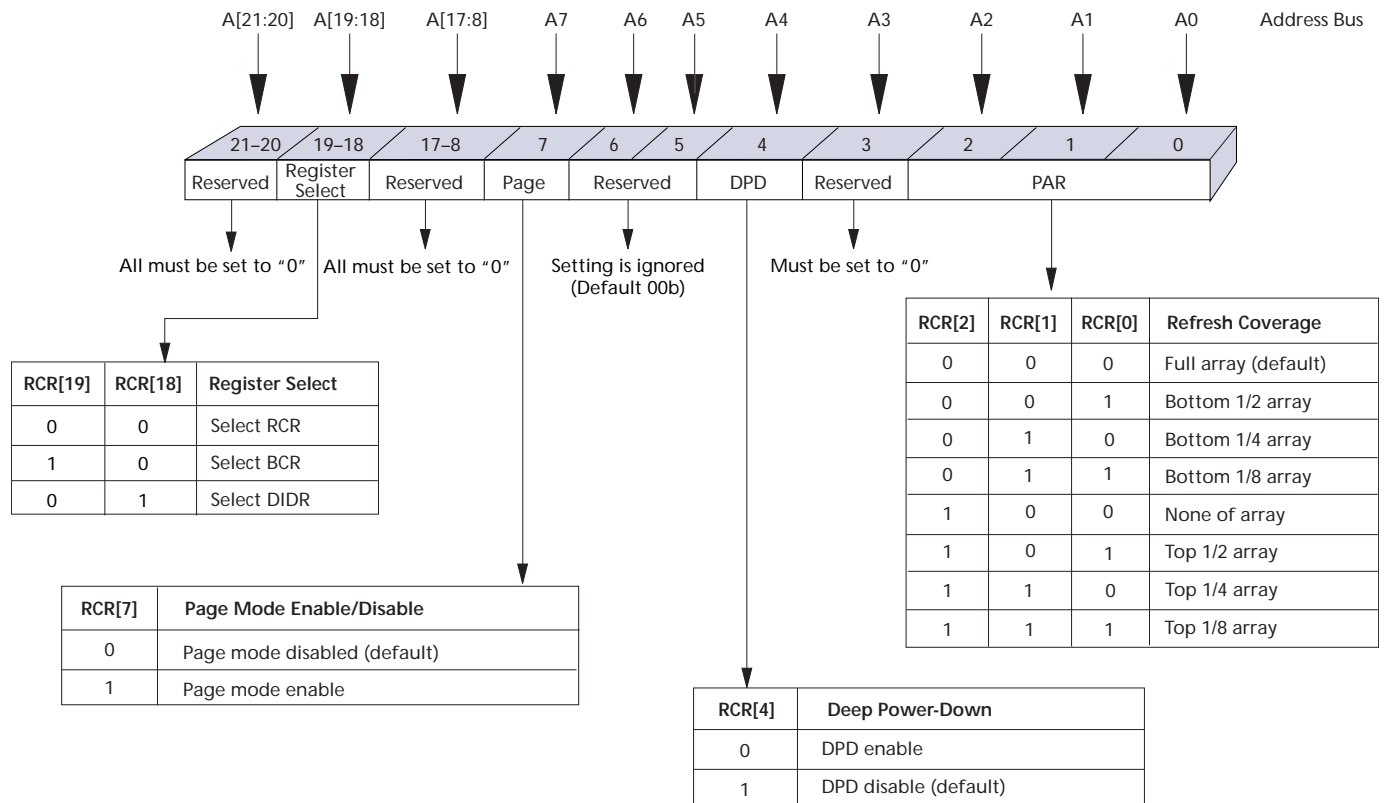 A[21:20] A[19:18] A[17:8] A7 A6 A5 A4 A3 A2 A1 A0 Address Bus
21–20 19–18 17–8 7 6 5 4 3 2 1 0
Reserved Register Select Reserved Page Reserved DPD Reserved PAR
All must be set to "0" All must be set to "0" Setting is ignored (Default 00b) Must be set to "0"
RCR[19] RCR[18] Register Select
0 0 Select RCR
1 0 Select BCR
0 1 Select DIDR
RCR[2] RCR[1] RCR[0] Refresh Coverage
0 0 0 Full array (default)
0 0 1 Bottom 1/2 array
0 1 0 Bottom 1/4 array
0 1 1 Bottom 1/8 array
1 0 0 None of array
1 0 1 Top 1/2 array
1 1 0 Top 1/4 array
1 1 1 Top 1/8 array
RCR[7] Page Mode Enable/Disable
0 Page mode disabled (default)
1 Page mode enable
RCR[4] Deep Power-Down
0 DPD enable
1 DPD disable (default)